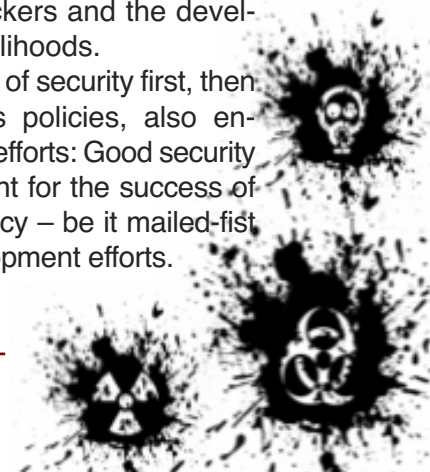 ckers and the devel-
lihoods.
of security first, then
s policies, also en-
efforts: Good security
nt for the success of
cy – be it mailed-fist
opment efforts.